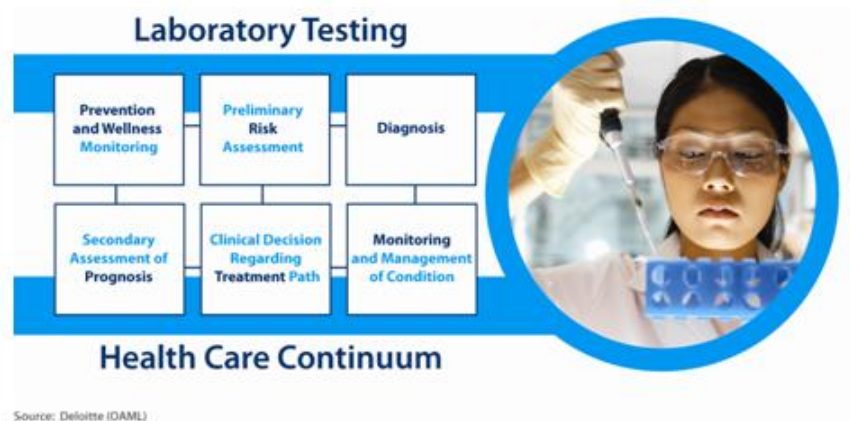 Laboratory Testing
Prevention
and Wellness
Monitoring
Preliminary
Risk
Assessment
Diagnosis
Secondary
Assessment of
Prognosis
Clinical Decision
Regarding
Treatment Path
Monitoring
and Management
of Condition
Health Care Continuum
Source: Deloitte (OAML)